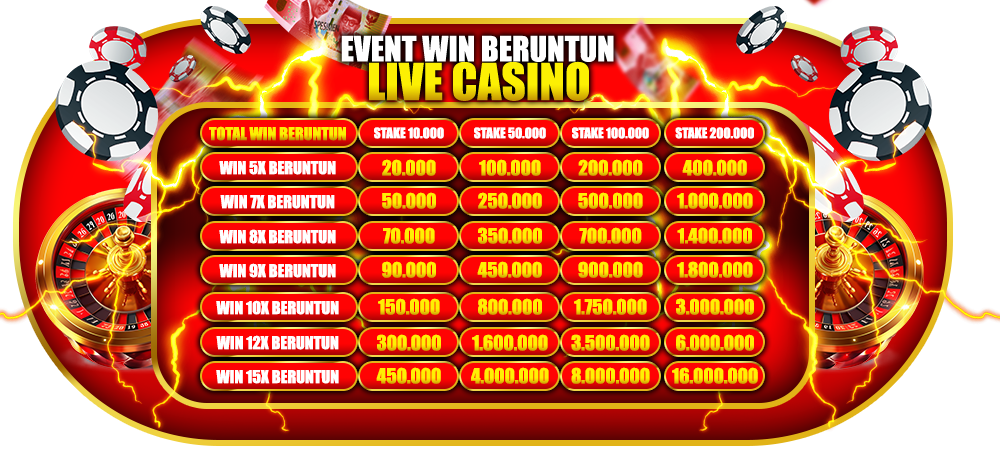 EVENT WIN BERUNTUN
LIVE CASINO
TOTAL WIN BERUNTUN STAKE 10.000 STAKE 50.000 STAKE 100.000 STAKE 200.000
WIN 5X BERUNTUN 20.000 100.000 200.000 400.000
WIN 7X BERUNTUN 50.000 250.000 500.000 1.000.000
WIN 8X BERUNTUN 70.000 350.000 700.000 1.400.000
WIN 9X BERUNTUN 90.000 450.000 900.000 1.800.000
WIN 10X BERUNTUN 150.000 800.000 1.750.000 3.000.000
WIN 12X BERUNTUN 300.000 1.600.000 3.500.000 6.000.000
WIN 15X BERUNTUN 450.000 4.000.000 8.000.000 16.000.000